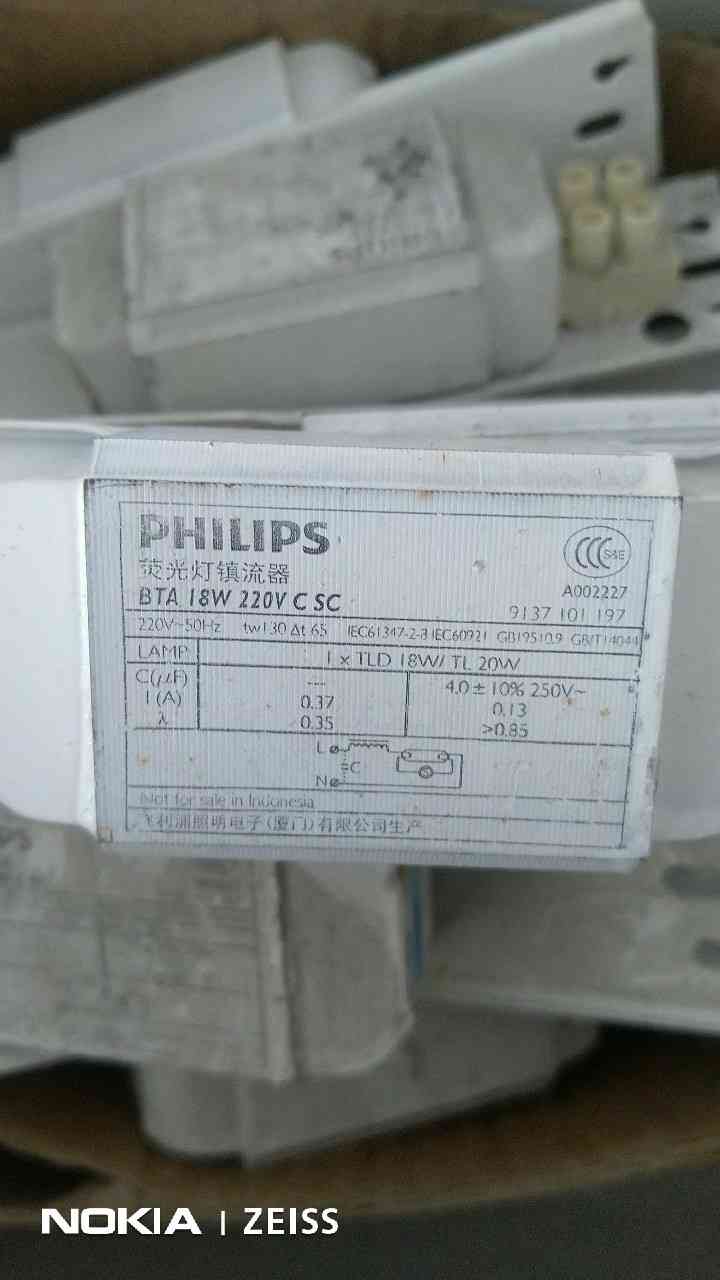 PHILIPS
荧光灯镇流器
BTA 18W 220V C SC
S&E
A002227
9137 101 197
220V~50Hz tw130 Δt 65 IEC61347-2-8 IEC60921 GB19510.9 GB/T14044
LAMP 1 x TLD 18W/ TL 20W
C(µF) --- 4.0 ± 10% 250V~
I (A) 0.37 0.13
λ 0.35 >0.85
L
C
N
Not for sale in Indonesia
飞利浦照明电子(厦门)有限公司生产
NOKIA | ZEISS